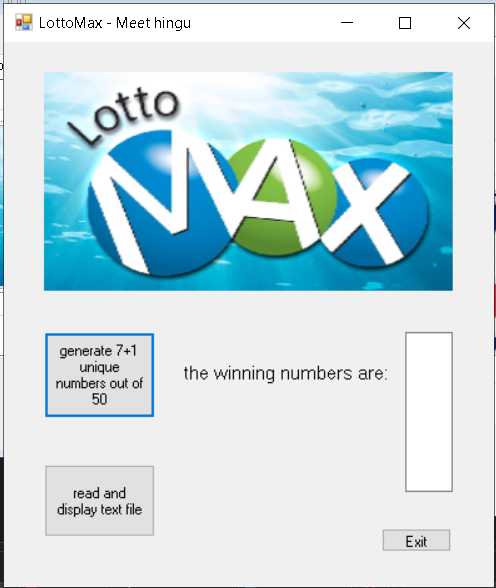 LottoMax - Meet hingu
Lotto
MAX
generate 7+1
unique
numbers out of
50
the winning numbers are:
read and
display text file
Exit